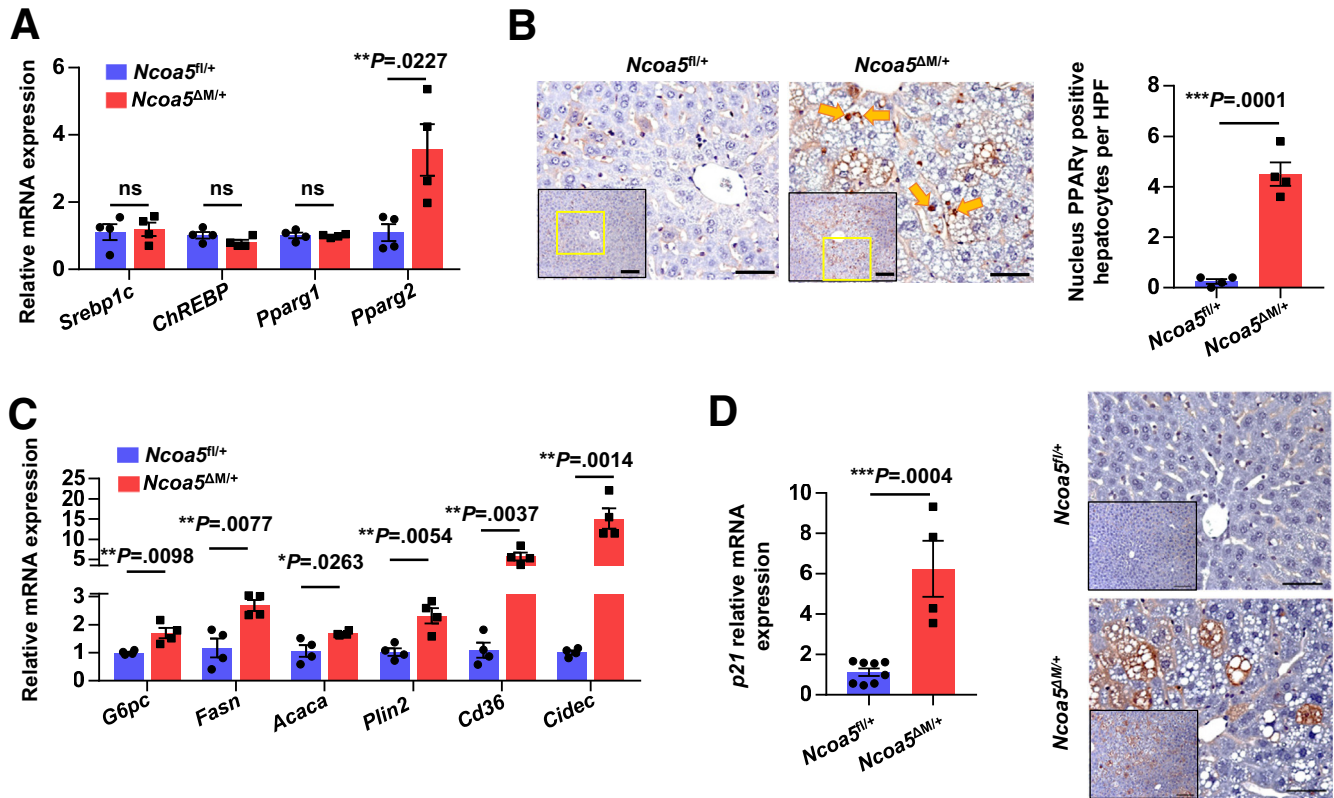 A
Relative mRNA expression
6
4
2
0
Ncoa5fl/+
Ncoa5ΔM/+
ns
ns
ns
**P=.0227
Srebp1c
ChREBP
Pparg1
Pparg2
B
Ncoa5fl/+
Ncoa5ΔM/+
Nucleus PPARγ positive
hepatocytes per HPF
8
6
4
2
0
***P=.0001
Ncoa5fl/+
Ncoa5ΔM/+
C
Relative mRNA expression
Ncoa5fl/+
Ncoa5ΔM/+
25
20
15
10
5
3
2
1
0
**P=.0098
**P=.0077
*P=.0263
**P=.0054
**P=.0037
**P=.0014
G6pc
Fasn
Acaca
Plin2
Cd36
Cidec
D
p21 relative mRNA
expression
10
8
6
4
2
0
***P=.0004
Ncoa5fl/+
Ncoa5ΔM/+
Ncoa5fl/+
Ncoa5ΔM/+